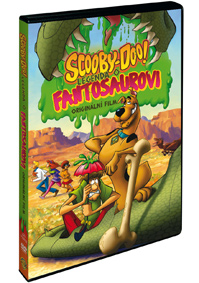 SCOOBY-DOO!
LEGENDA O
FANTOSAUROVI
ORIGINÁLNÍ FILM